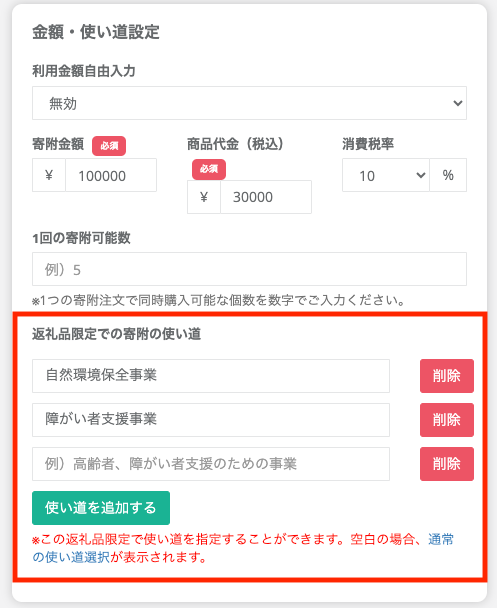 金額・使い道設定
利用金額自由入力
無効
寄附金額 必須
¥ 100000
商品代金（税込）
必須
¥ 30000
消費税率
10 %
1回の寄附可能数
例）5
※1つの寄附注文で同時購入可能な個数を数字でご入力ください。
返礼品限定での寄附の使い道
自然環境保全事業 削除
障がい者支援事業 削除
例）高齢者、障がい者支援のための事業 削除
使い道を追加する
※この返礼品限定で使い道を指定することができます。空白の場合、通常
の使い道選択が表示されます。